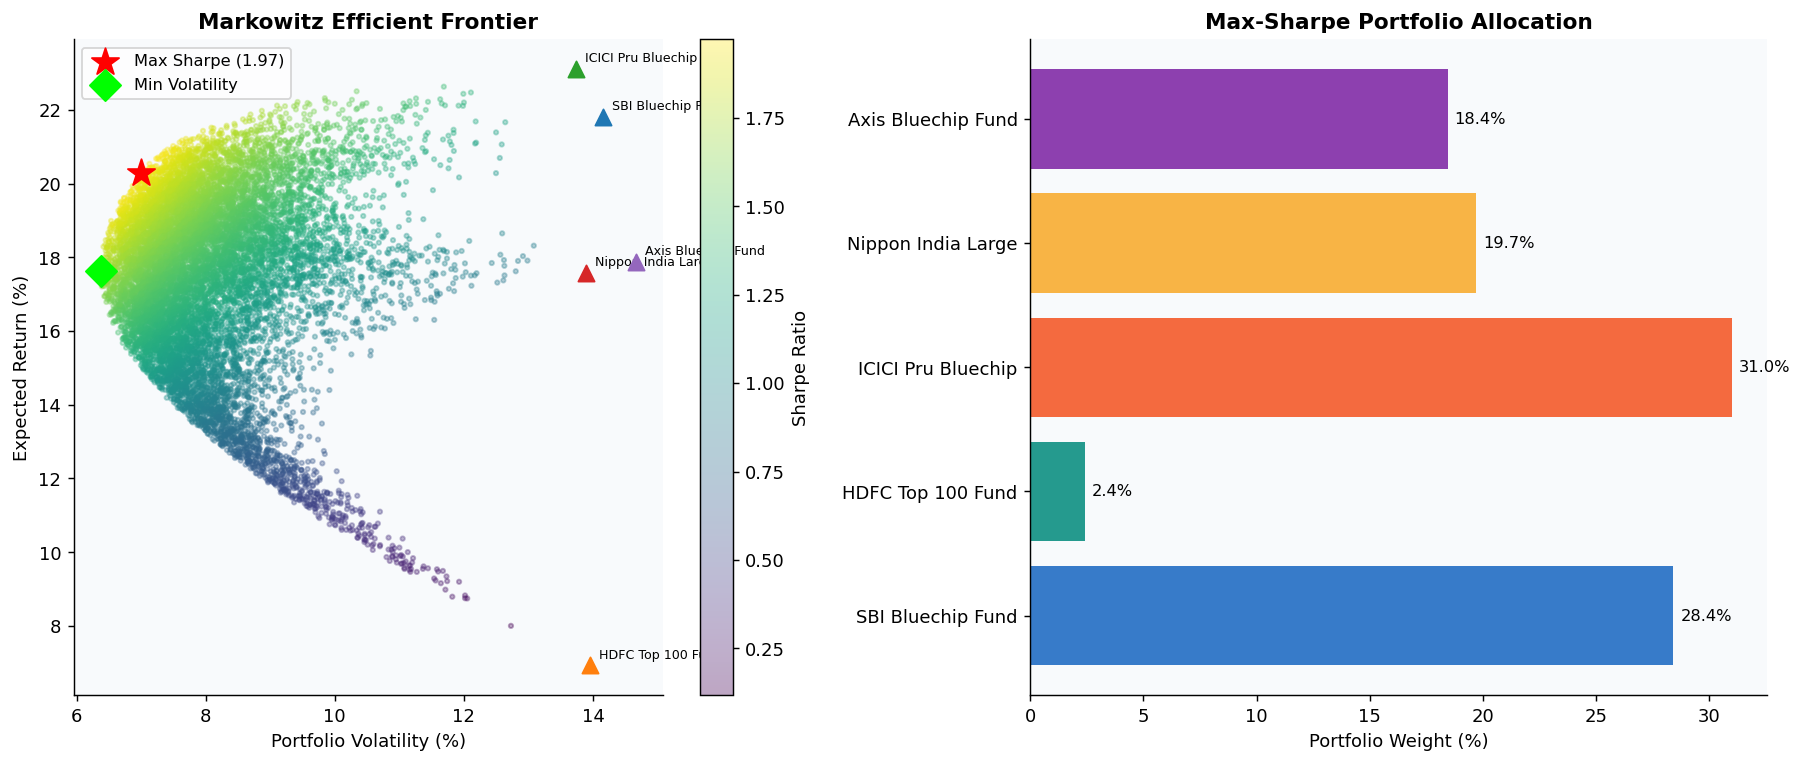 Markowitz Efficient Frontier
Max Sharpe (1.97)
Min Volatility
ICICI Pru Bluechip
SBI Bluechip F
Axis Bluechip Fund
Nippon India Lar
HDFC Top 100 Fu
22
20
18
16
14
12
10
8
Expected Return (%)
6
8
10
12
14
Portfolio Volatility (%)
1.75
1.50
1.25
1.00
0.75
0.50
0.25
Sharpe Ratio
Max-Sharpe Portfolio Allocation
Axis Bluechip Fund
18.4%
Nippon India Large
19.7%
ICICI Pru Bluechip
31.0%
HDFC Top 100 Fund
2.4%
SBI Bluechip Fund
28.4%
0
5
10
15
20
25
30
Portfolio Weight (%)